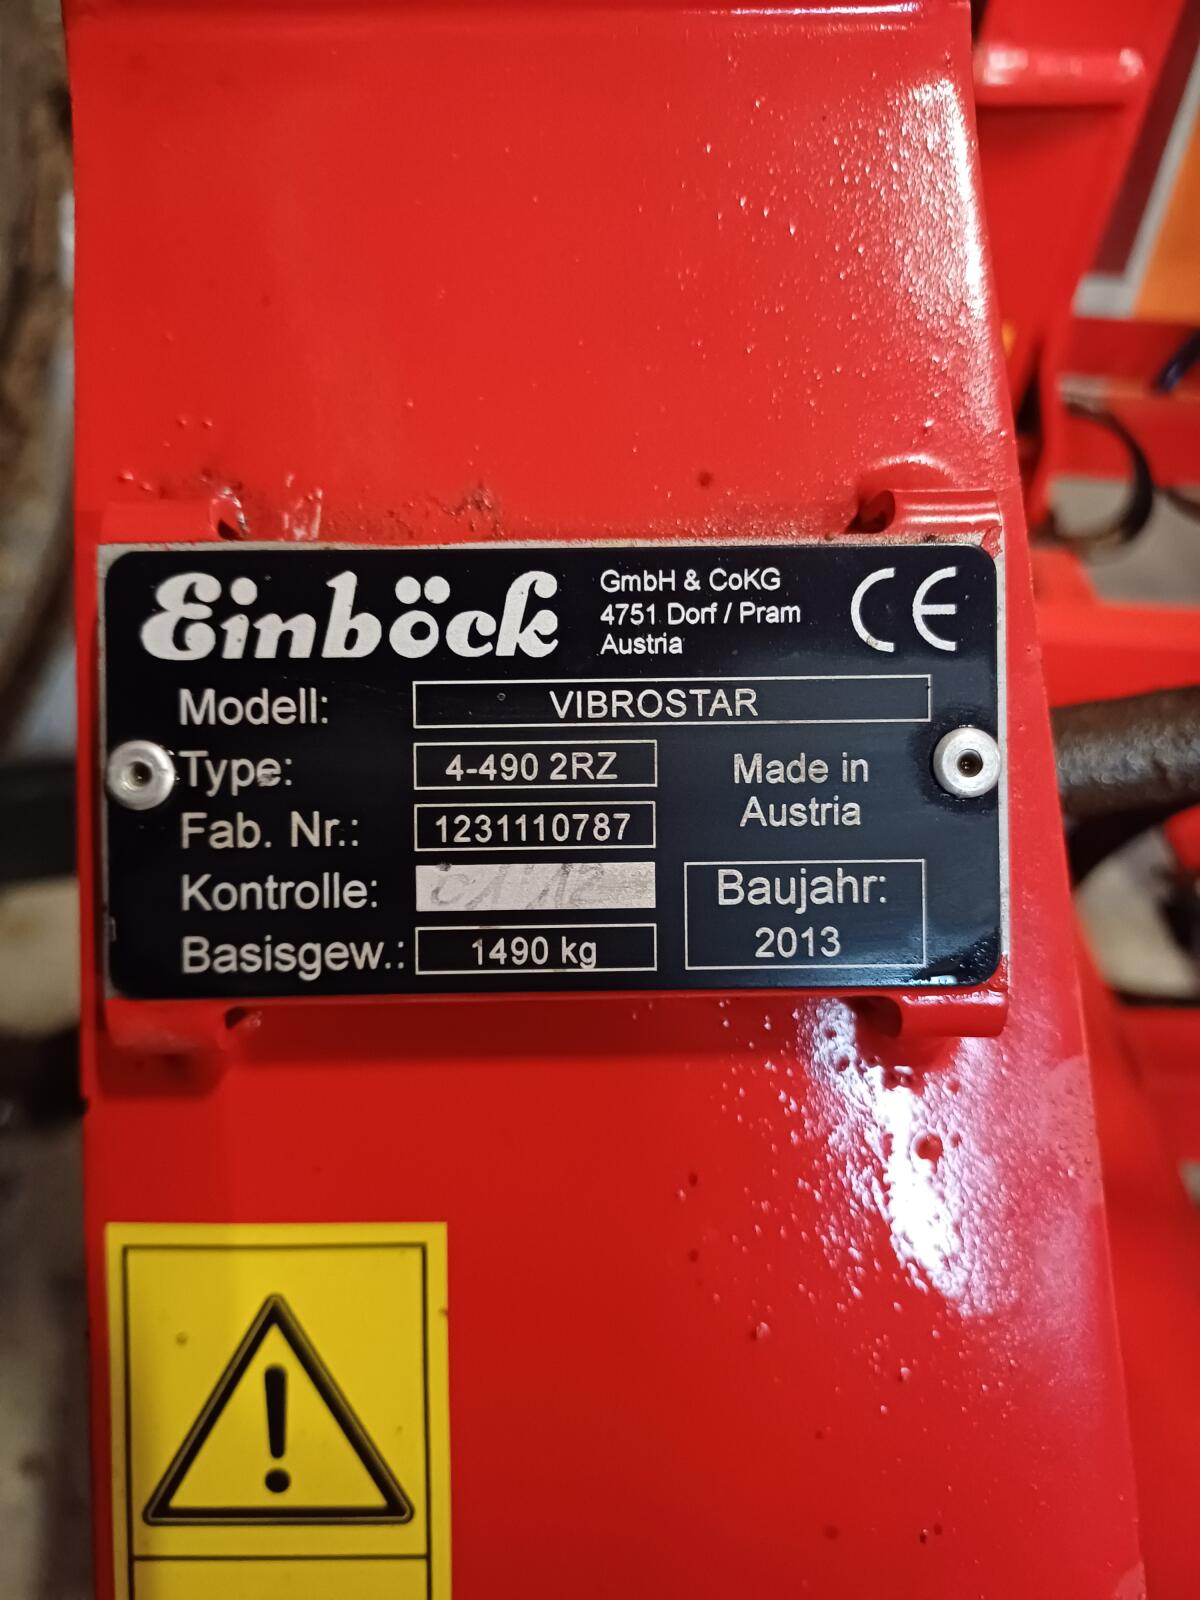 Einböck
GmbH & CoKG
4751 Dorf / Pram
Austria
CE
Modell: VIBROSTAR
Type: 4-490 2RZ
Fab. Nr.: 1231110787
Kontrolle:
Basisgew.: 1490 kg
Made in
Austria
Baujahr:
2013
!